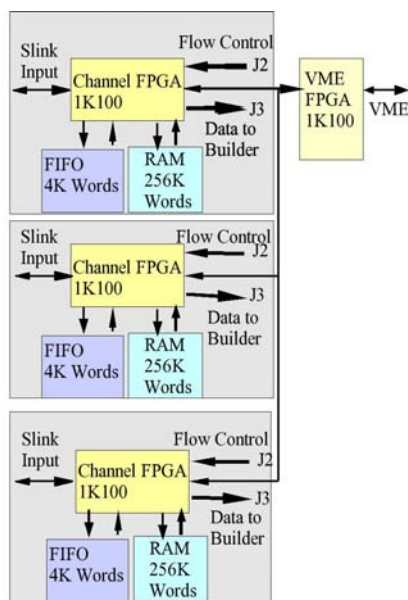 Flow Control
Slink
Input
J2
Channel FPGA
1K100
J3
Data to
Builder
FIFO
4K Words
RAM
256K
Words
VME
FPGA
1K100
VME
Slink
Input
Flow Control
J2
Channel FPGA
1K100
J3
Data to
Builder
FIFO
4K Words
RAM
256K
Words
Slink
Input
Flow Control
J2
Channel FPGA
1K100
J3
Data to
Builder
FIFO
4K Words
RAM
256K
Words